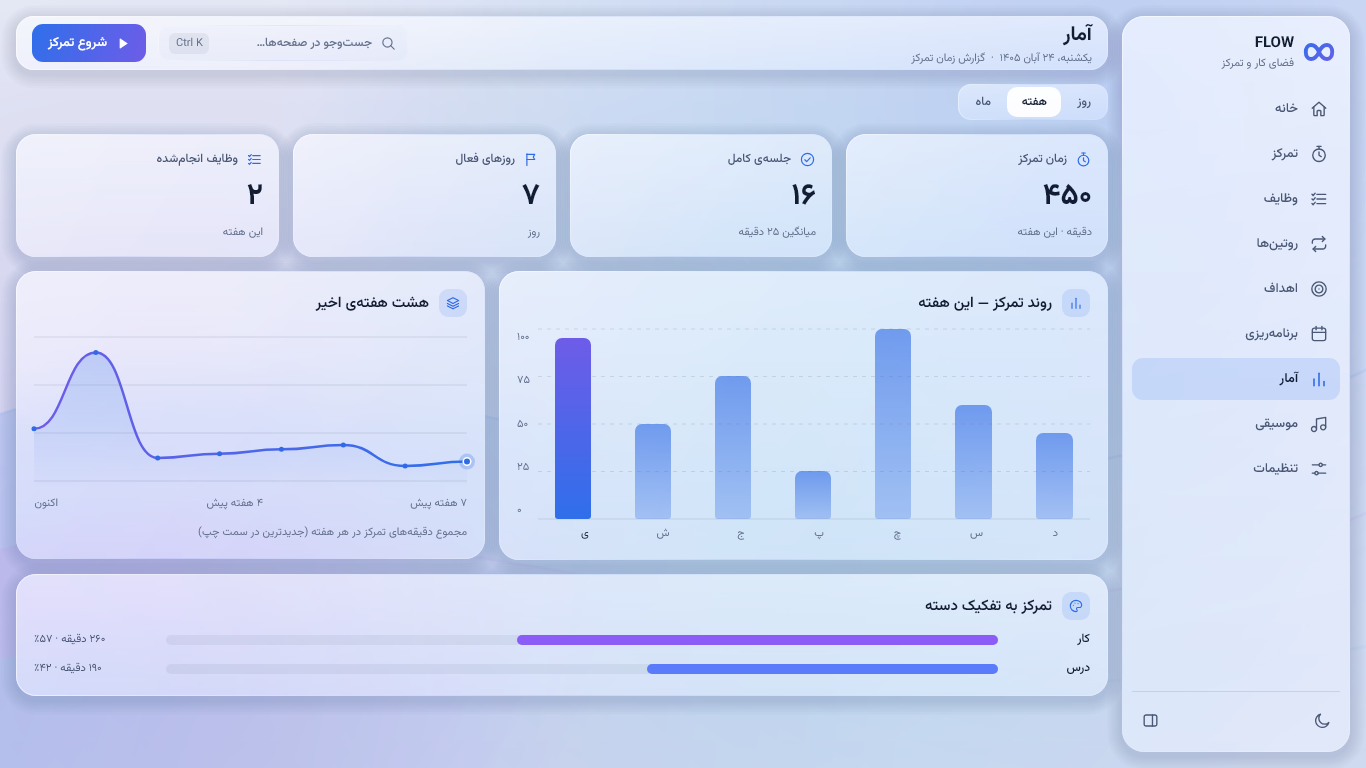 FLOW
فضای کار و تمرکز
خانه
تمرکز
وظایف
روتین‌ها
اهداف
برنامه‌ریزی
آمار
موسیقی
تنظیمات
آمار
یکشنبه، ۲۴ آبان ۱۴۰۵ · گزارش زمان تمرکز
جست‌وجو در صفحه‌ها...
Ctrl K
شروع تمرکز
روز
هفته
ماه
زمان تمرکز
۴۵۰
دقیقه · این هفته
جلسه‌ی کامل
۱۶
میانگین ۲۵ دقیقه
روزهای فعال
۷
روز
وظایف انجام‌شده
۲
این هفته
روند تمرکز – این هفته
۱۰۰
۷۵
۵۰
۲۵
۰
د
س
چ
پ
ج
ش
ی
هشت هفته‌ی اخیر
۷ هفته پیش
۴ هفته پیش
اکنون
مجموع دقیقه‌های تمرکز در هر هفته (جدیدترین در سمت چپ)
تمرکز به تفکیک دسته
کار
۲۶۰ دقیقه · ۵۷٪
درس
۱۹۰ دقیقه · ۴۲٪